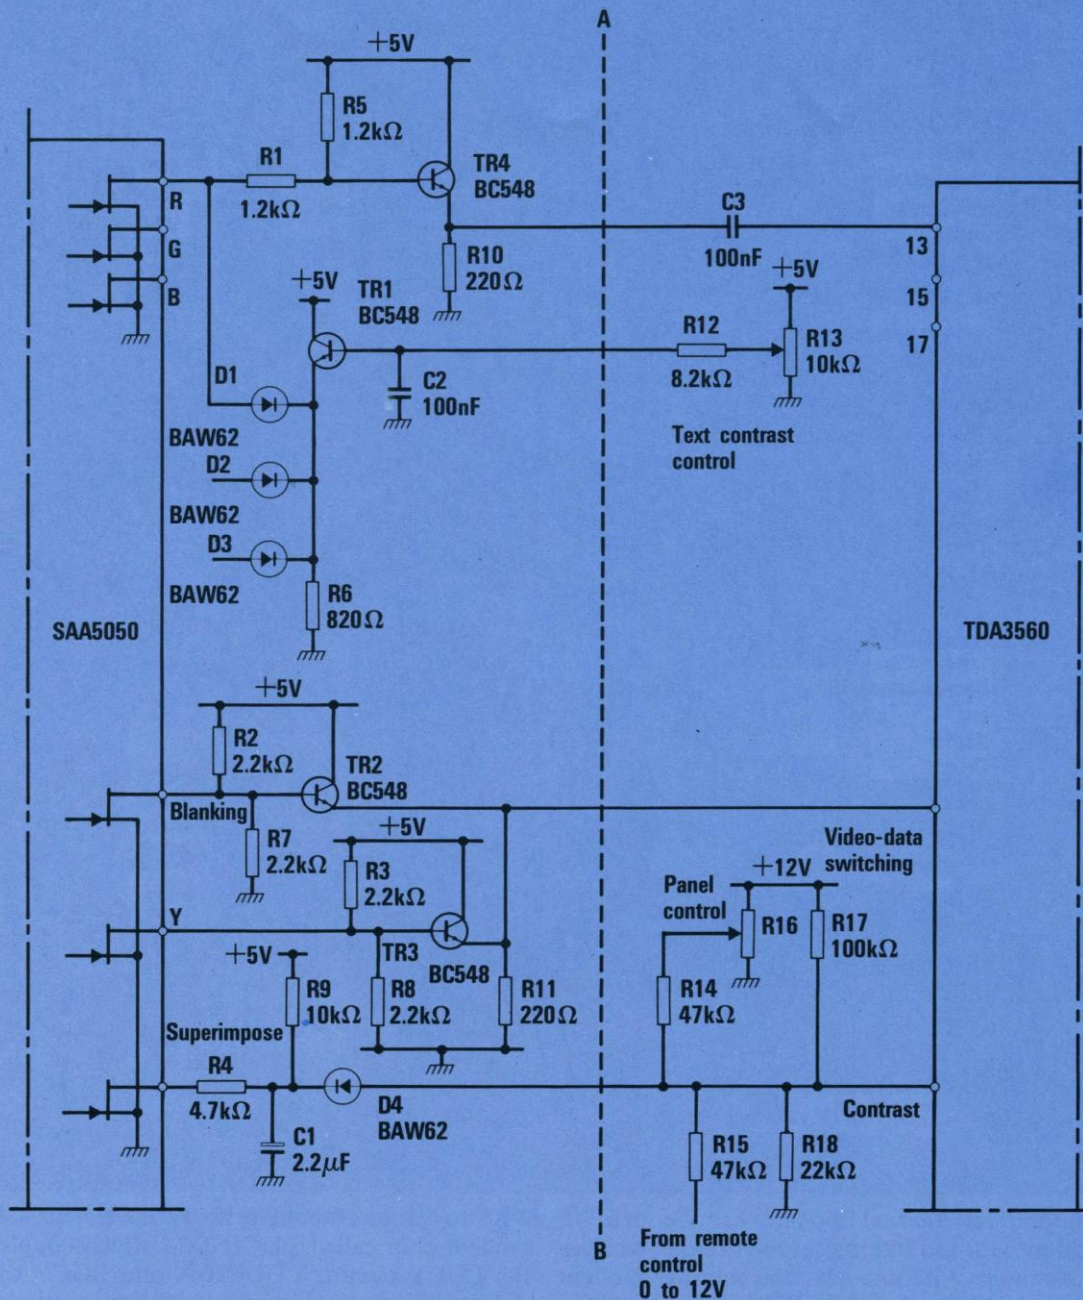 A
+5V
R5
1.2kΩ
R1
1.2kΩ
TR4
BC548
R
G
B
C3
100nF
13
15
17
R10
220Ω
+5V
TR1
BC548
+5V
R12
8.2kΩ
R13
10kΩ
D1
BAW62
C2
100nF
Text contrast
control
D2
BAW62
D3
BAW62
R6
820Ω
SAA5050
TDA3560
+5V
R2
2.2kΩ
TR2
BC548
Blanking
R7
2.2kΩ
+5V
R3
2.2kΩ
Video-data
switching
+12V
Panel
control
R16
R17
100kΩ
Y
TR3
BC548
+5V
R9
10kΩ
R8
2.2kΩ
R11
220Ω
R14
47kΩ
Superimpose
R4
4.7kΩ
D4
BAW62
Contrast
C1
2.2μF
R15
47kΩ
R18
22kΩ
B
From remote
control
0 to 12V